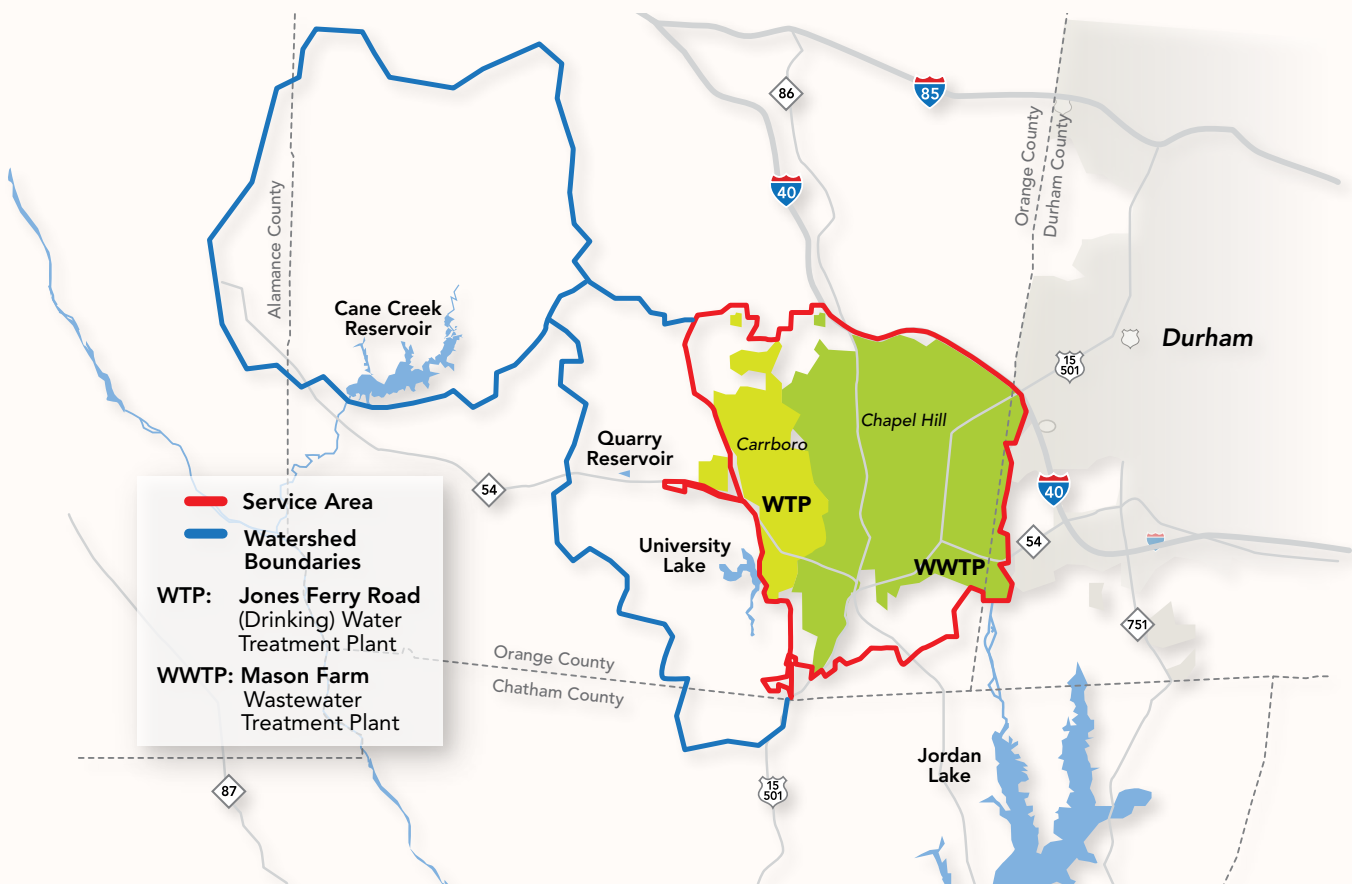 86
85
40
Orange County
Durham County
Alamance County
Cane Creek
Reservoir
Durham
15
501
Chapel Hill
Carrboro
Quarry
Reservoir
54
WTP
40
54
University
Lake
WWTP
751
Service Area
Watershed
Boundaries
WTP: Jones Ferry Road
(Drinking) Water
Treatment Plant
WWTP: Mason Farm
Wastewater
Treatment Plant
Orange County
Chatham County
Jordan
Lake
87
15
501